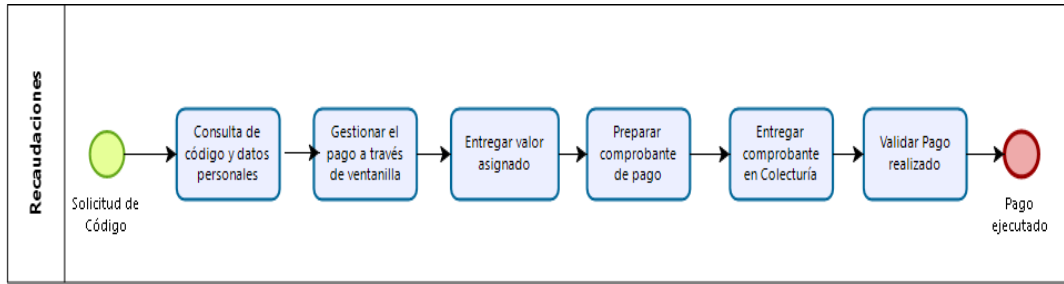 Recaudaciones
Solicitud de
Código
Consulta de
código y datos
personales
Gestionar el
pago a través
de ventanilla
Entregar valor
asignado
Preparar
comprobante
de pago
Entregar
comprobante
en Colecturía
Validar Pago
realizado
Pago
ejecutado